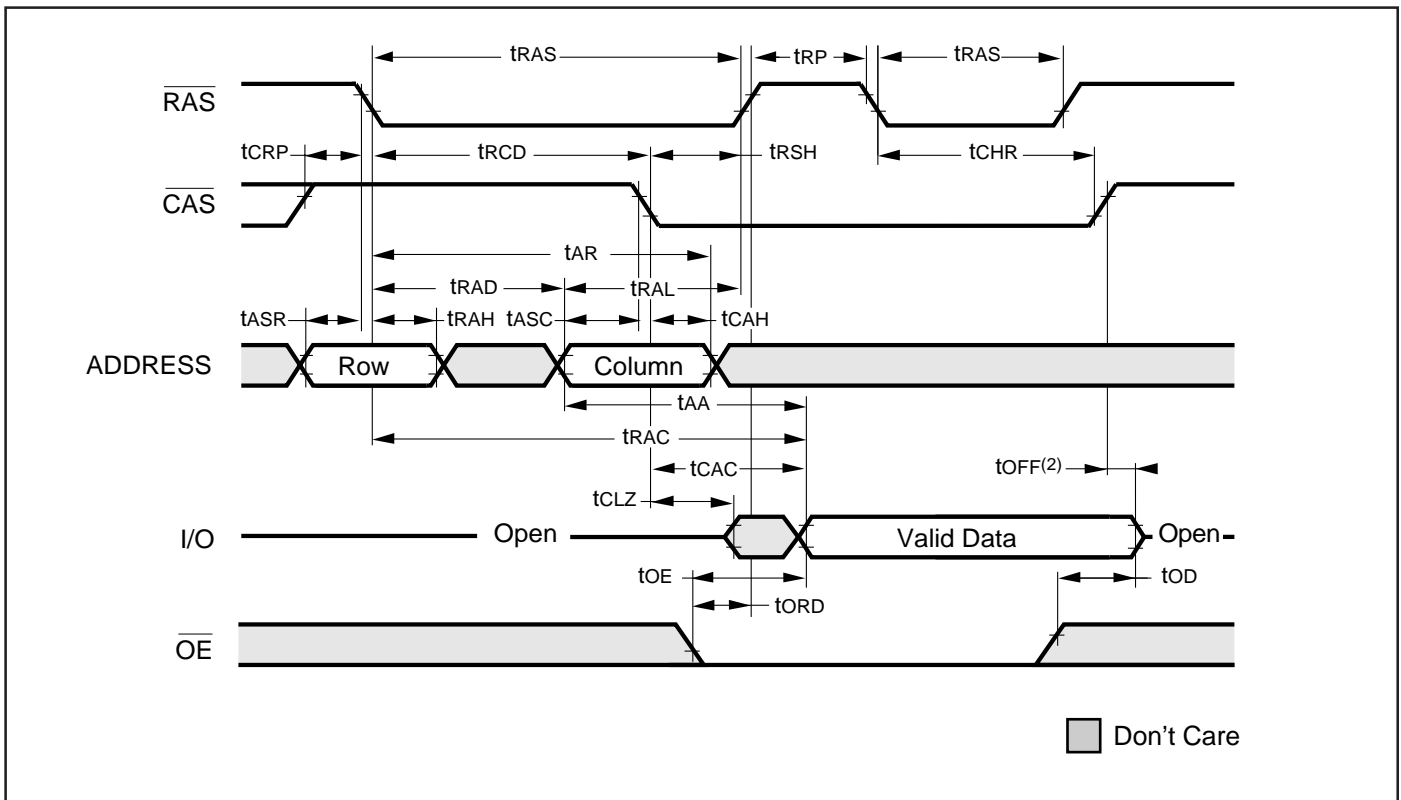 tRAS tRP tRAS
RAS
tCRP tRCD tRSH tCHR
CAS
tAR
tRAD tRAL
tASR tRAH tASC tCAH
ADDRESS Row Column
tAA
tRAC
tCAC tOFF(2)
tCLZ
I/O Open Valid Data Open
tOE tOD
tORD
OE
Don't Care